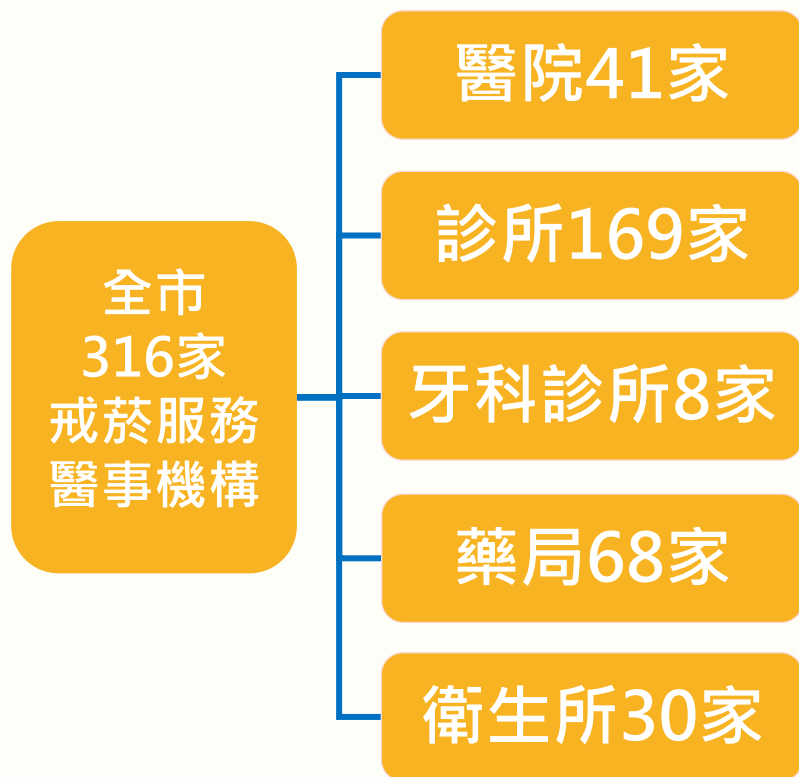 全市
316家
戒菸服務
醫事機構
醫院41家
診所169家
牙科診所8家
藥局68家
衛生所30家